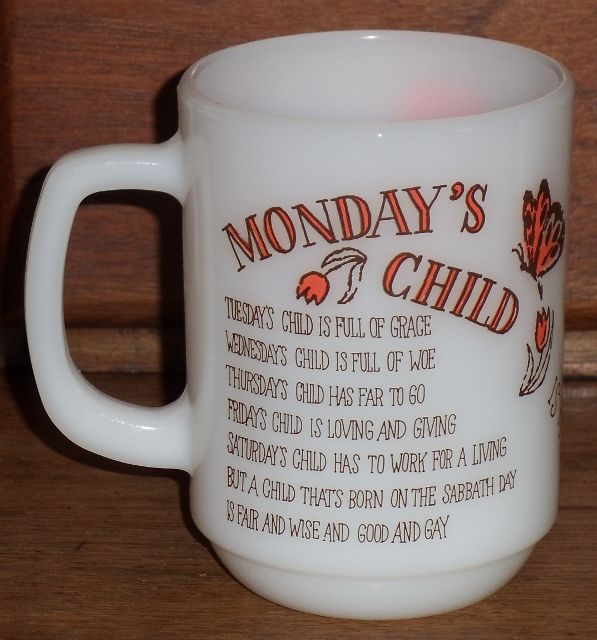 MONDAY'S
CHILD
TUESDAY'S CHILD IS FULL OF GRACE
WEDNESDAY'S CHILD IS FULL OF WOE
THURSDAY'S CHILD HAS FAR TO GO
FRIDAY'S CHILD IS LOVING AND GIVING
SATURDAY'S CHILD HAS TO WORK FOR A LIVING
BUT A CHILD THAT'S BORN ON THE SABBATH DAY
IS FAIR AND WISE AND GOOD AND GAY